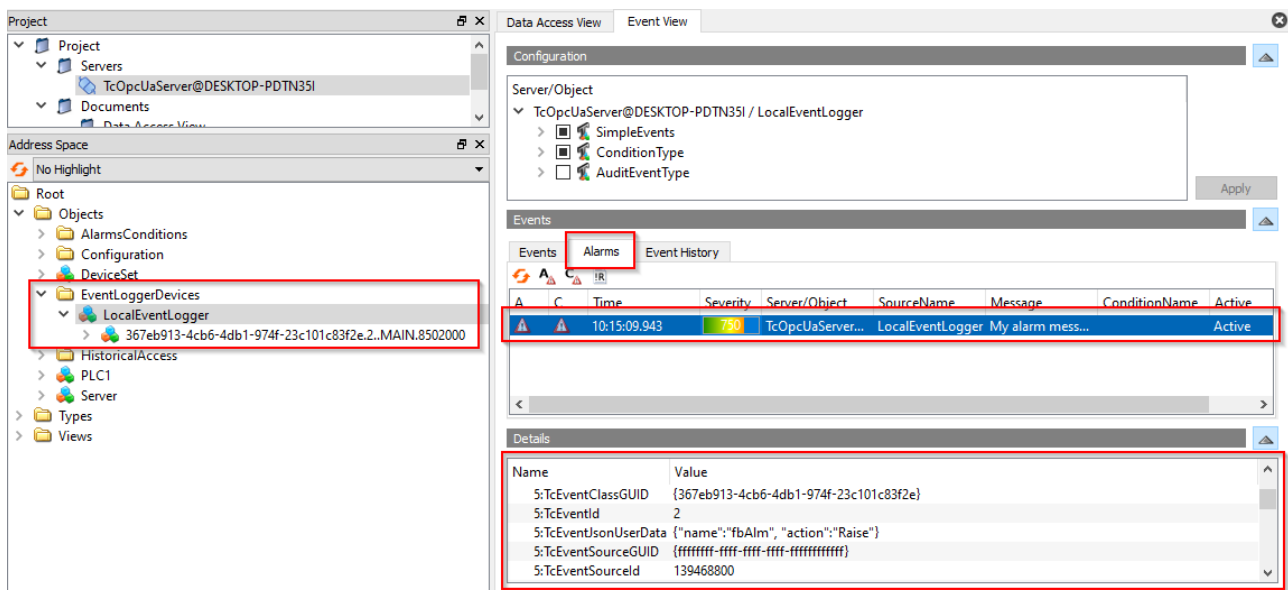 Project
Project
Servers
TcOpcUaServer@DESKTOP-PDTN35I
Documents
Data Access View
Address Space
No Highlight
Root
Objects
AlarmsConditions
Configuration
DeviceSet
EventLoggerDevices
LocalEventLogger
367eb913-4cb6-4db1-974f-23c101c83f2e.2..MAIN.8502000
HistoricalAccess
PLC1
Server
Types
Views
Data Access View Event View
Configuration
Server/Object
TcOpcUaServer@DESKTOP-PDTN35I / LocalEventLogger
SimpleEvents
ConditionType
AuditEventType
Apply
Events
Events Alarms Event History
A C !R
A C Time Severity Server/Object SourceName Message ConditionName Active
10:15:09.943 750 TcOpcUaServer... LocalEventLogger My alarm mess... Active
Details
Name Value
5:TcEventClassGUID {367eb913-4cb6-4db1-974f-23c101c83f2e}
5:TcEventId 2
5:TcEventJsonUserData {"name":"fbAlm", "action":"Raise"}
5:TcEventSourceGUID {ffffffff-ffff-ffff-ffff-ffffffffffff}
5:TcEventSourceId 139468800